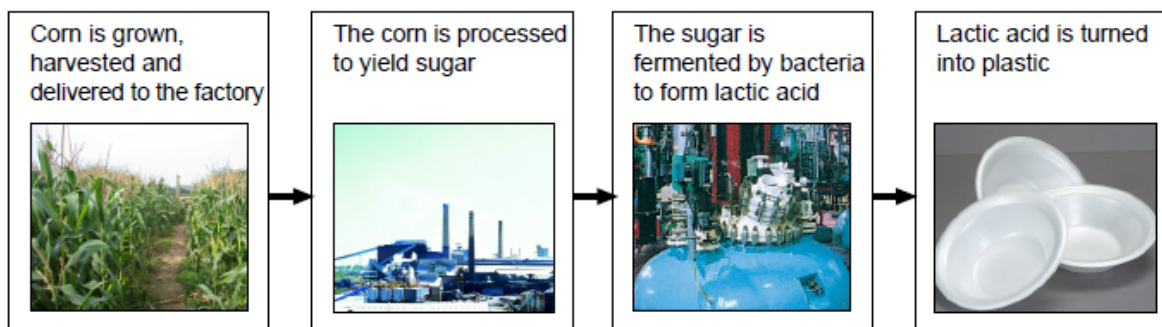 Corn is grown,
harvested and
delivered to the factory
The corn is processed
to yield sugar
The sugar is
fermented by bacteria
to form lactic acid
Lactic acid is turned
into plastic